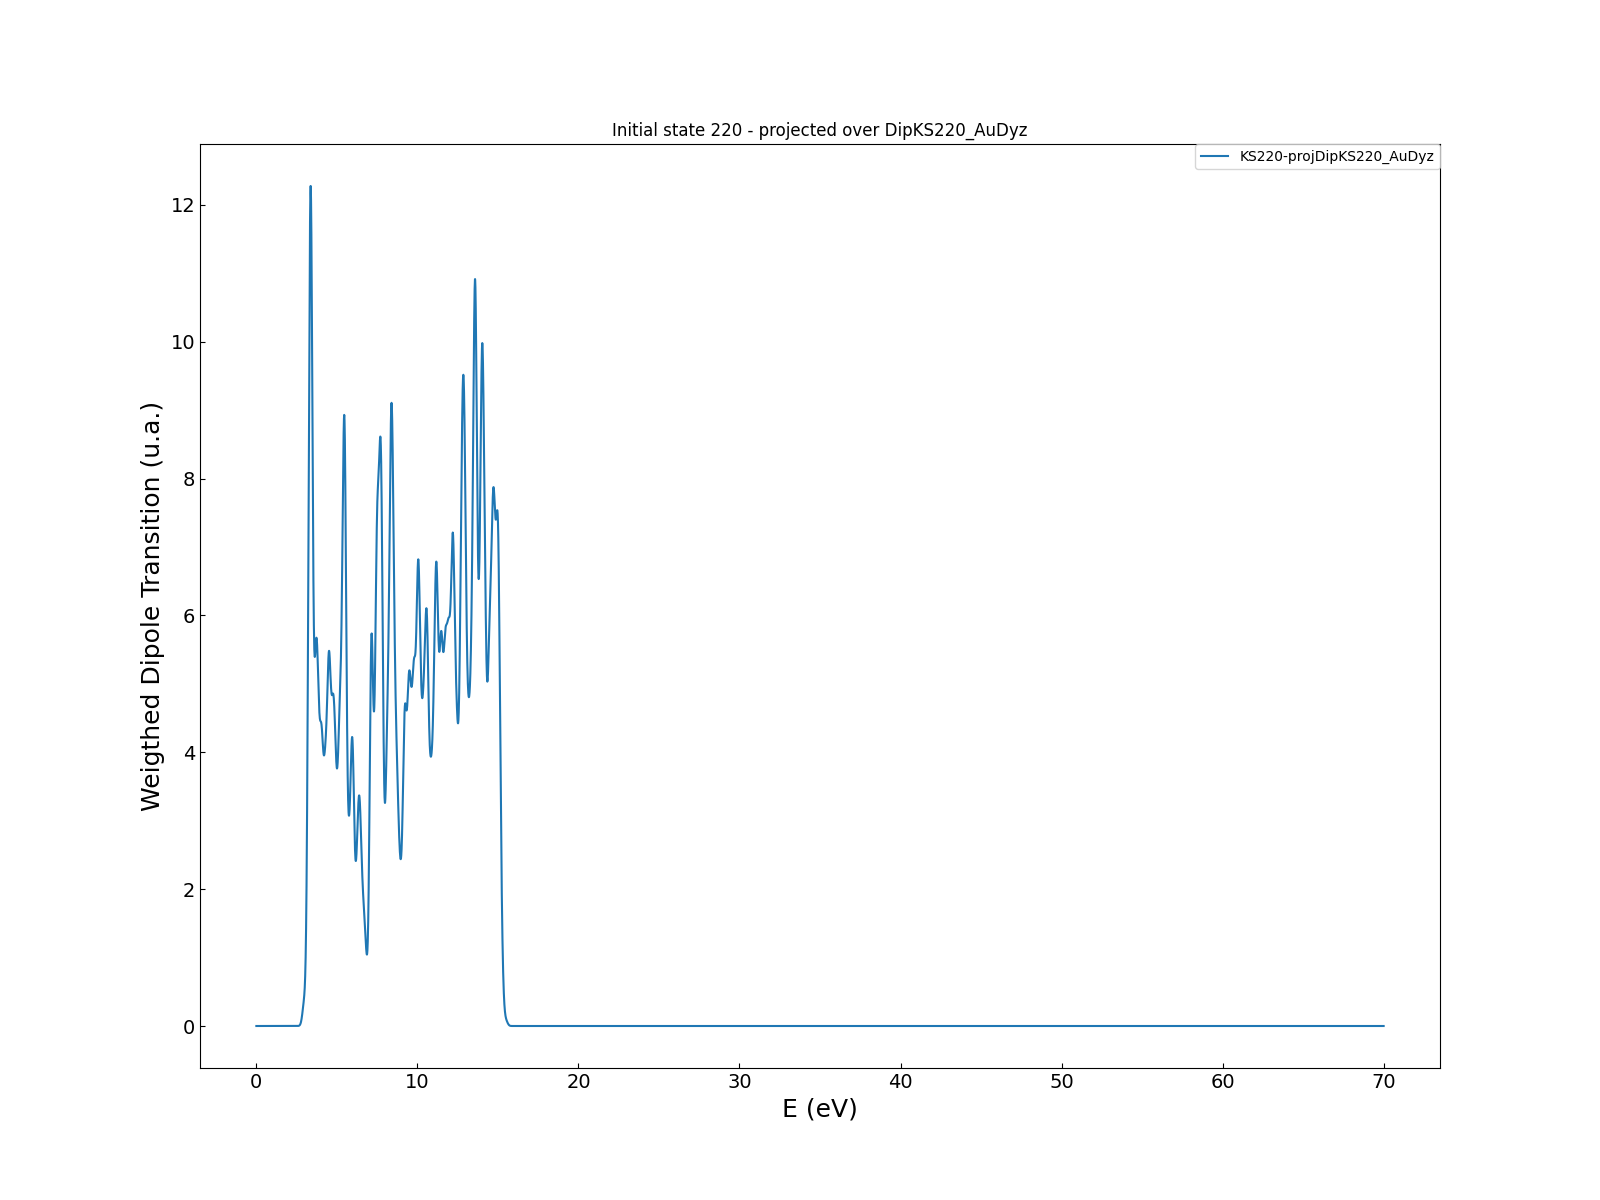 Initial state 220 - projected over DipKS220_AuDyz
KS220-projDipKS220_AuDyz
Weigthed Dipole Transition (u.a.)
12
10
8
6
4
2
0
0 10 20 30 40 50 60 70
E (eV)